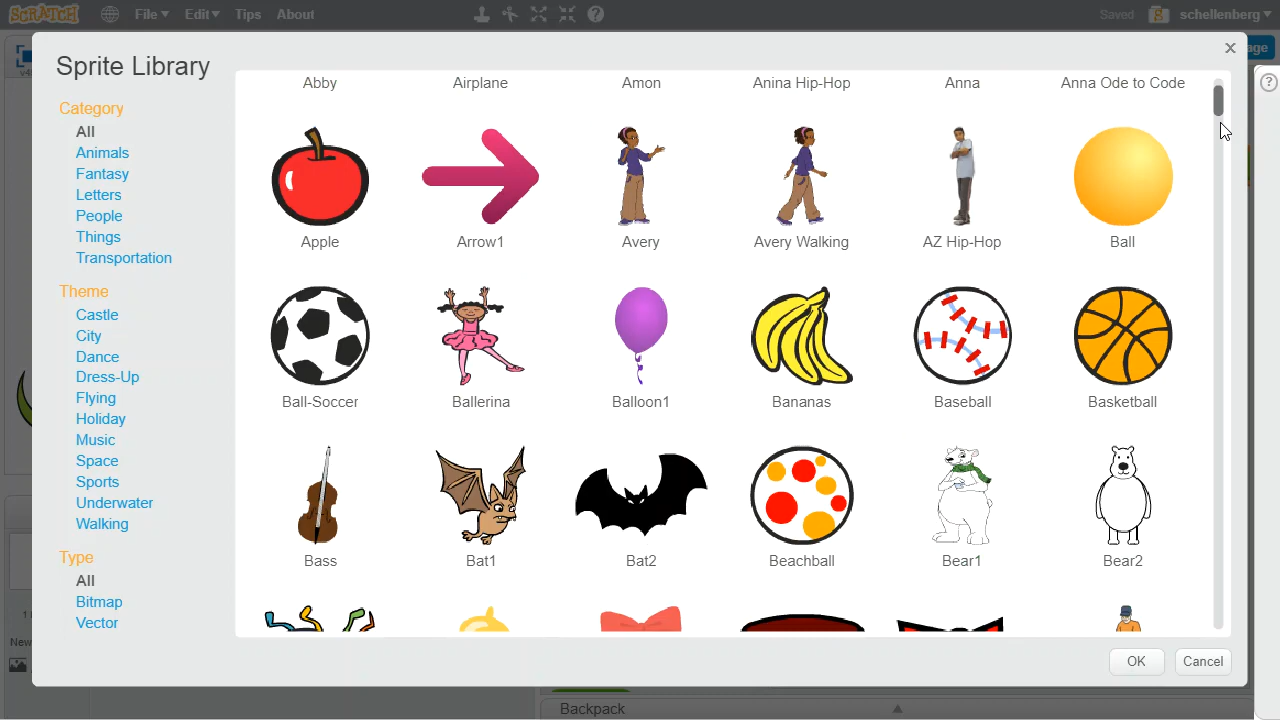 SCRATCH File▾ Edit▾ Tips About Saved schellenberg▾
Sprite Library
Category
All
Animals
Fantasy
Letters
People
Things
Transportation
Theme
Castle
City
Dance
Dress-Up
Flying
Holiday
Music
Space
Sports
Underwater
Walking
Type
All
Bitmap
Vector
Abby Airplane Amon Anina Hip-Hop Anna Anna Ode to Code
Apple Arrow1 Avery Avery Walking AZ Hip-Hop Ball
Ball-Soccer Ballerina Balloon1 Bananas Baseball Basketball
Bass Bat1 Bat2 Beachball Bear1 Bear2
OK Cancel
New
Backpack